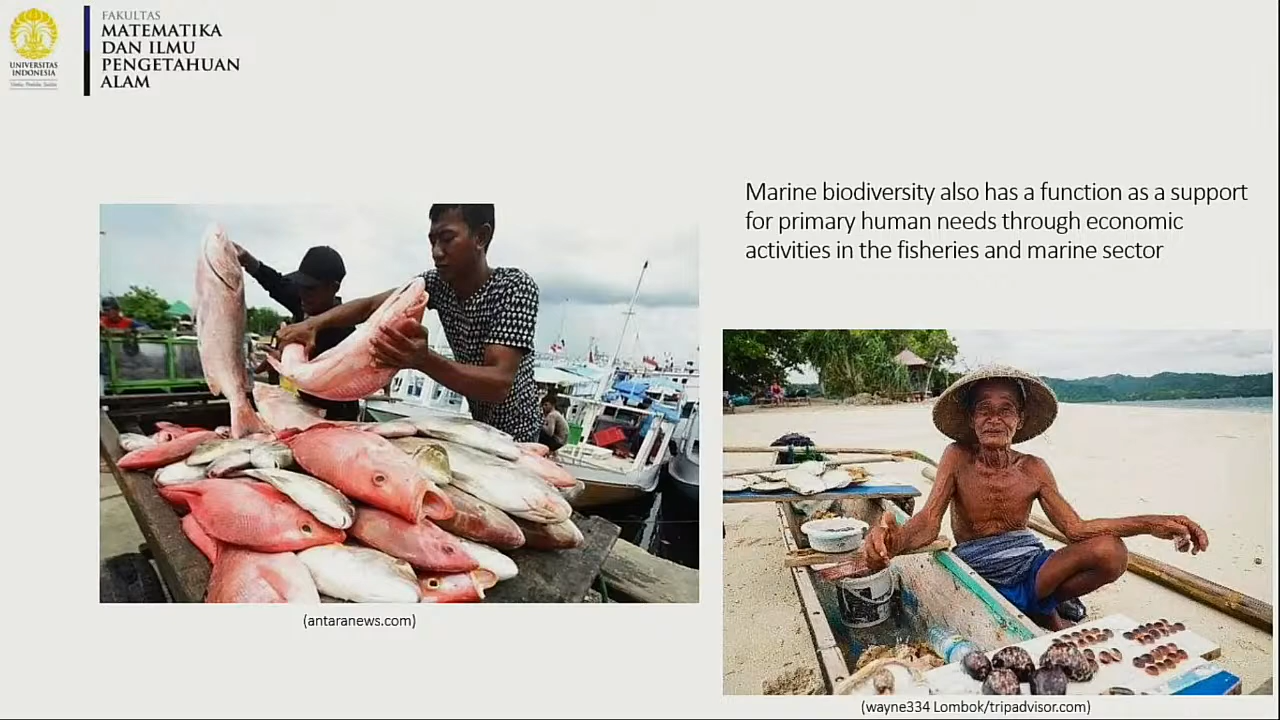 FAKULTAS
MATEMATIKA
DAN ILMU
PENGETAHUAN
ALAM
UNIVERSITAS
INDONESIA
Marine biodiversity also has a function as a support
for primary human needs through economic
activities in the fisheries and marine sector
(antaranews.com)
(wayne334 Lombok/tripadvisor.com)